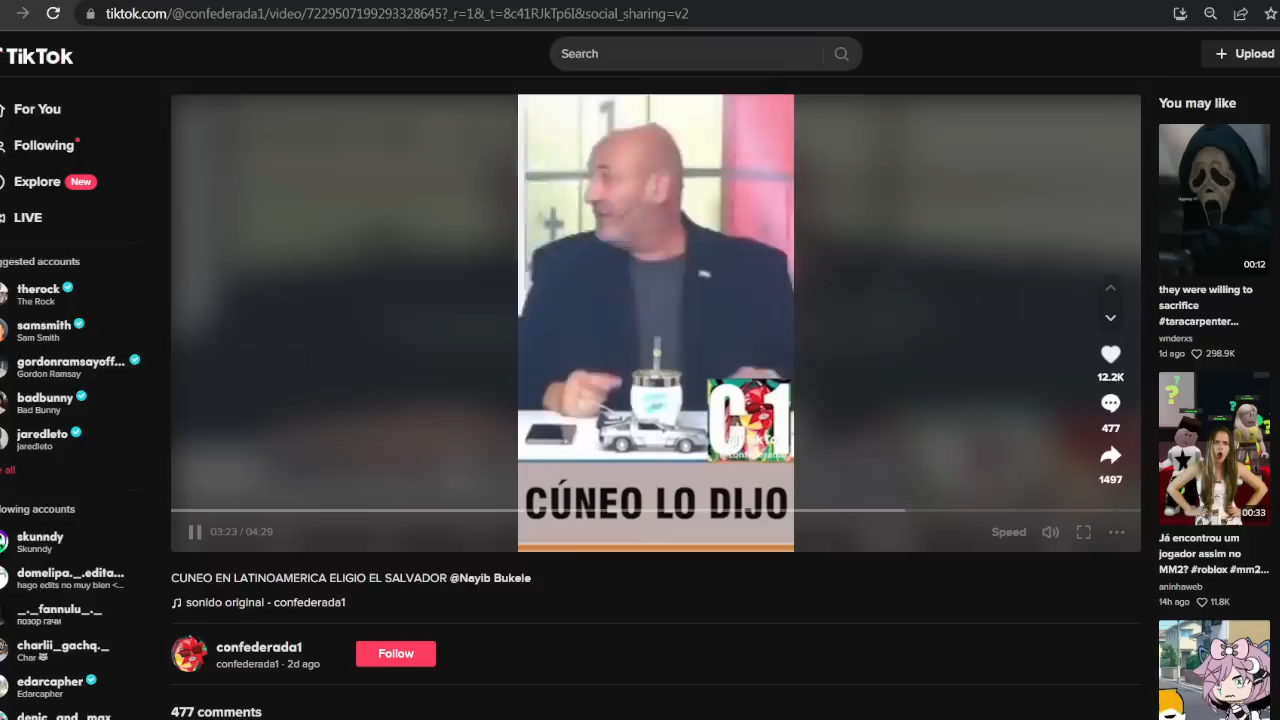 tiktok.com/@confederada1/video/7229507199293328645?_r=1&_t=8c41RJkTp6I&social_sharing=v2
TikTok
Search
Upload
For You
Following
Explore New
LIVE
ggested accounts
therock
The Rock
samsmith
Sam Smith
gordonramsayoff...
Gordon Ramsay
badbunny
Bad Bunny
jaredleto
jaredleto
e all
lowing accounts
skunndy
Skunndy
domelipa._.edita...
hago edits no muy bien <...
_._fannulu_._
позор гачи
charlii_gachq._
Char
edarcapher
Edarcapher
denic_and_max
C1
TikTok
@confederada1
CÚNEO LO DIJO
03:23 / 04:29
Speed
12.2K
477
1497
CUNEO EN LATINOAMERICA ELIGIO EL SALVADOR @Nayib Bukele
sonido original - confederada1
confederada1
confederada1 · 2d ago
Follow
477 comments
You may like
00:12
they were willing to
sacrifice
#taracarpenter...
wnderxs
1d ago 298.9K
00:33
Já encontrou um
jogador assim no
MM2? #roblox #mm2...
aninhaweb
14h ago 11.8K